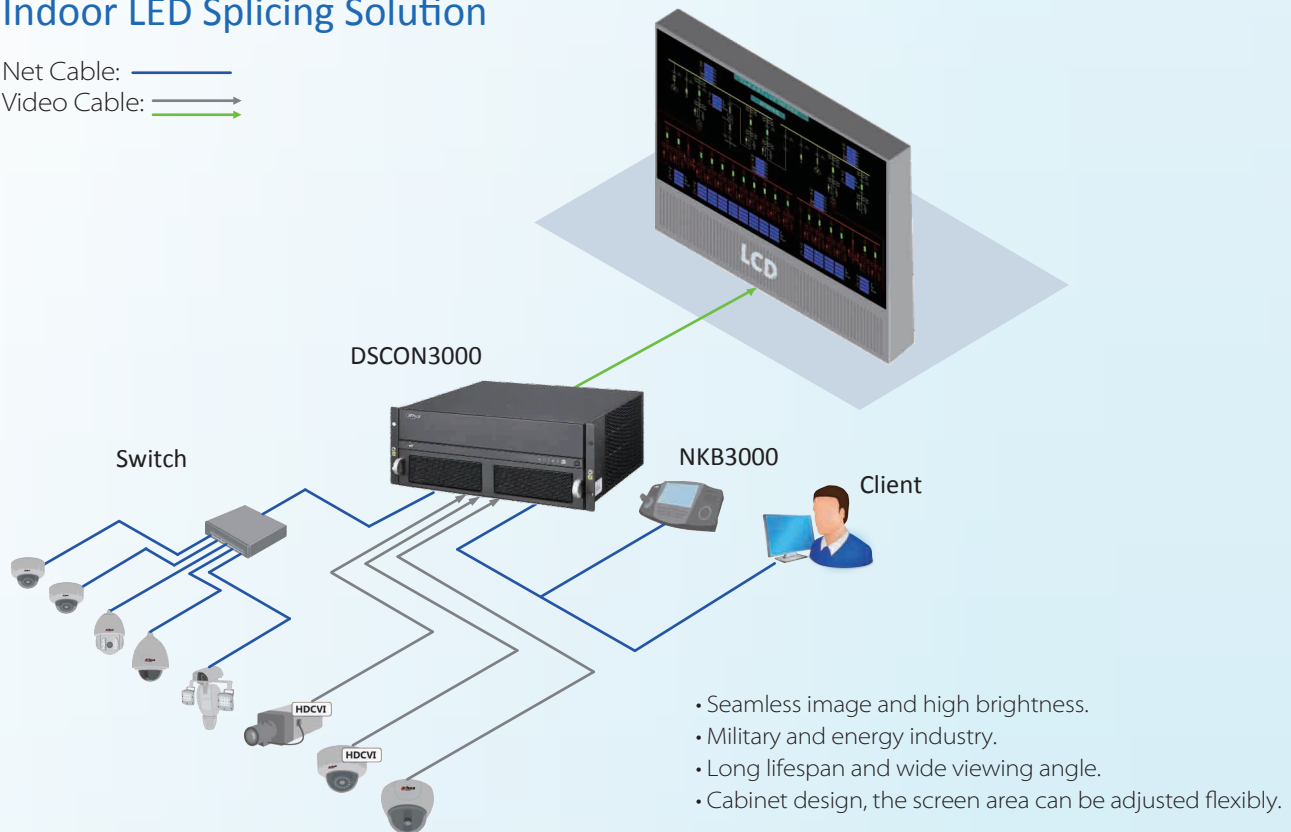 Indoor LED Splicing Solution
Net Cable:
Video Cable:
LCD
DSCON3000
Switch
NKB3000
Client
HDCVI
HDCVI
• Seamless image and high brightness.
• Military and energy industry.
• Long lifespan and wide viewing angle.
• Cabinet design, the screen area can be adjusted flexibly.